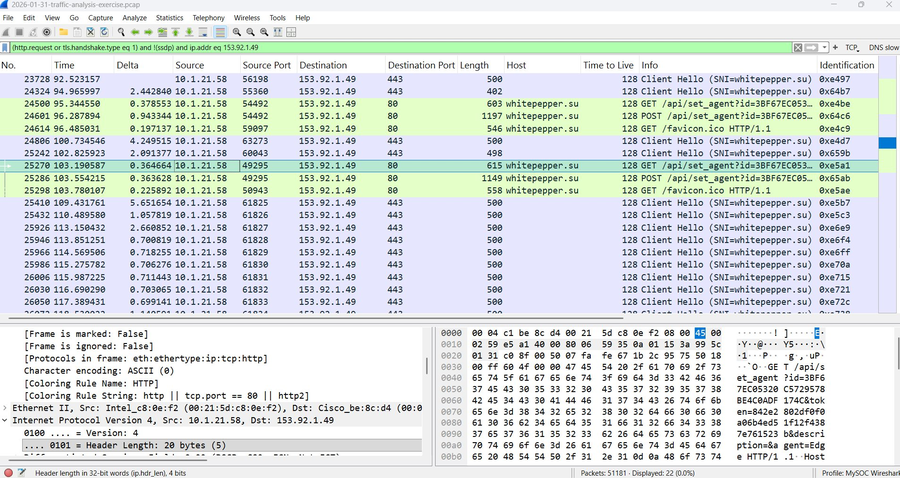 2026-01-31-traffic-analysis-exercise.pcap
File Edit View Go Capture Analyze Statistics Telephony Wireless Tools Help
(http.request or tls.handshake.type eq 1) and !(ssdp) and ip.addr eq 153.92.1.49 TCP DNS slow
No. Time Delta Source Source Port Destination Destination Port Length Host Time to Live Info Identification
23728 92.523157 10.1.21.58 56198 153.92.1.49 443 500 128 Client Hello (SNI=whitepepper.su) 0xe497
24324 94.965997 2.442840 10.1.21.58 55360 153.92.1.49 443 402 128 Client Hello (SNI=whitepepper.su) 0x64b7
24500 95.344550 0.378553 10.1.21.58 54492 153.92.1.49 80 603 whitepepper.su 128 GET /api/set_agent?id=3BF67EC053… 0xe4be
24601 96.287894 0.943344 10.1.21.58 54492 153.92.1.49 80 1197 whitepepper.su 128 POST /api/set_agent?id=3BF67EC05… 0x64c6
24614 96.485031 0.197137 10.1.21.58 59097 153.92.1.49 80 546 whitepepper.su 128 GET /favicon.ico HTTP/1.1 0xe4c9
24806 100.734546 4.249515 10.1.21.58 63273 153.92.1.49 443 500 128 Client Hello (SNI=whitepepper.su) 0xe4d7
25242 102.825923 2.091377 10.1.21.58 60043 153.92.1.49 443 498 128 Client Hello (SNI=whitepepper.su) 0x659b
25270 103.190587 0.364664 10.1.21.58 49295 153.92.1.49 80 615 whitepepper.su 128 GET /api/set_agent?id=3BF67EC053… 0xe5a1
25286 103.554215 0.363628 10.1.21.58 49295 153.92.1.49 80 1149 whitepepper.su 128 POST /api/set_agent?id=3BF67EC05… 0x65ab
25298 103.780107 0.225892 10.1.21.58 50943 153.92.1.49 80 558 whitepepper.su 128 GET /favicon.ico HTTP/1.1 0xe5ae
25410 109.431761 5.651654 10.1.21.58 61825 153.92.1.49 443 500 128 Client Hello (SNI=whitepepper.su) 0xe5b7
25432 110.489580 1.057819 10.1.21.58 61826 153.92.1.49 443 500 128 Client Hello (SNI=whitepepper.su) 0xe5c3
25926 113.150432 2.660852 10.1.21.58 61827 153.92.1.49 443 500 128 Client Hello (SNI=whitepepper.su) 0xe6e9
25946 113.851251 0.700819 10.1.21.58 61828 153.92.1.49 443 500 128 Client Hello (SNI=whitepepper.su) 0xe6f4
25966 114.569506 0.718255 10.1.21.58 61829 153.92.1.49 443 500 128 Client Hello (SNI=whitepepper.su) 0xe6ff
25986 115.275782 0.706276 10.1.21.58 61830 153.92.1.49 443 500 128 Client Hello (SNI=whitepepper.su) 0xe70a
26006 115.987225 0.711443 10.1.21.58 61831 153.92.1.49 443 500 128 Client Hello (SNI=whitepepper.su) 0xe715
26030 116.690290 0.703065 10.1.21.58 61832 153.92.1.49 443 500 128 Client Hello (SNI=whitepepper.su) 0xe721
26050 117.389431 0.699141 10.1.21.58 61833 153.92.1.49 443 500 128 Client Hello (SNI=whitepepper.su) 0xe72c
[Frame is marked: False]
[Frame is ignored: False]
[Protocols in frame: eth:ethertype:ip:tcp:http]
Character encoding: ASCII (0)
[Coloring Rule Name: HTTP]
[Coloring Rule String: http || tcp.port == 80 || http2]
Ethernet II, Src: Intel_c8:0e:f2 (00:21:5d:c8:0e:f2), Dst: Cisco_be:8c:d4 (00:0
Internet Protocol Version 4, Src: 10.1.21.58, Dst: 153.92.1.49
0100 .... = Version: 4
.... 0101 = Header Length: 20 bytes (5)
0000 00 04 c1 be 8c d4 00 21 5d c8 0e f2 08 00 45 00 ·······! ]·····E·
0010 02 59 e5 a1 40 00 80 06 59 35 0a 01 15 3a 99 5c ·Y··@··· Y5···:·\
0020 01 31 c0 8f 00 50 07 fa fe 67 1b 2c 95 75 50 18 ·1···P·· ·g·,·uP·
0030 00 ff 60 4f 00 00 47 45 54 20 2f 61 70 69 2f 73 ··`O··GE T /api/s
0040 65 74 5f 61 67 65 6e 74 3f 69 64 3d 33 42 46 36 et_agent ?id=3BF6
0050 37 45 43 30 35 33 32 30 43 35 37 32 39 35 37 38 7EC05320 C5729578
0060 42 45 34 43 30 41 44 46 31 37 34 43 26 74 6f 6b BE4C0ADF 174C&tok
0070 65 6e 3d 38 34 32 65 32 38 30 32 64 66 30 66 30 en=842e2 802df0f0
0080 61 30 36 62 34 65 64 35 31 66 31 32 66 34 33 38 a06b4ed5 1f12f438
0090 37 65 37 36 31 35 32 33 62 26 64 65 73 63 72 69 7e761523 b&descri
00a0 70 74 69 6f 6e 3d 26 61 67 65 6e 74 3d 45 64 67 ption=&a gent=Edg
00b0 65 20 48 54 54 50 2f 31 2e 31 0d 0a 48 6f 73 74 e HTTP/1 .1··Host
Header length in 32-bit words (ip.hdr_len), 4 bits Packets: 51181 · Displayed: 22 (0.0%) Profile: MySOC Wireshark